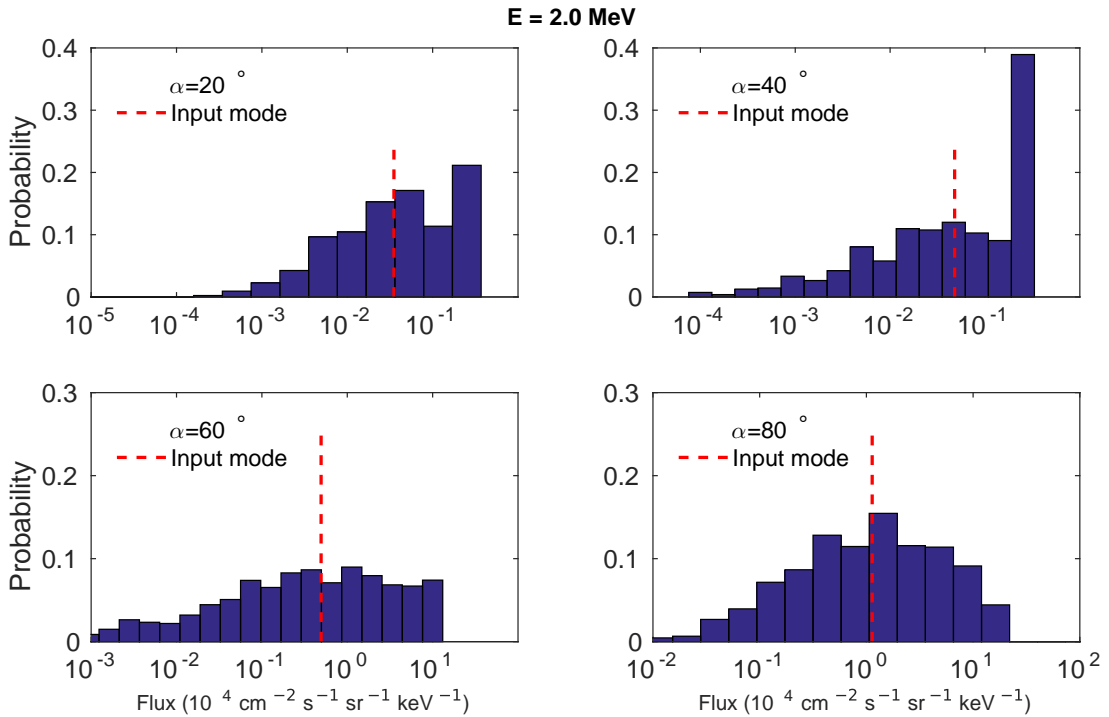 E = 2.0 MeV
0.4
0.3
0.2
0.1
0
Probability
α=20 °
Input mode
10^-5 10^-4 10^-3 10^-2 10^-1
0.4
0.3
0.2
0.1
0
α=40 °
Input mode
10^-4 10^-3 10^-2 10^-1
0.3
0.2
0.1
0
Probability
α=60 °
Input mode
10^-3 10^-2 10^-1 10^0 10^1
Flux (10^4 cm^-2 s^-1 sr^-1 keV^-1)
0.3
0.2
0.1
0
α=80 °
Input mode
10^-2 10^-1 10^0 10^1 10^2
Flux (10^4 cm^-2 s^-1 sr^-1 keV^-1)